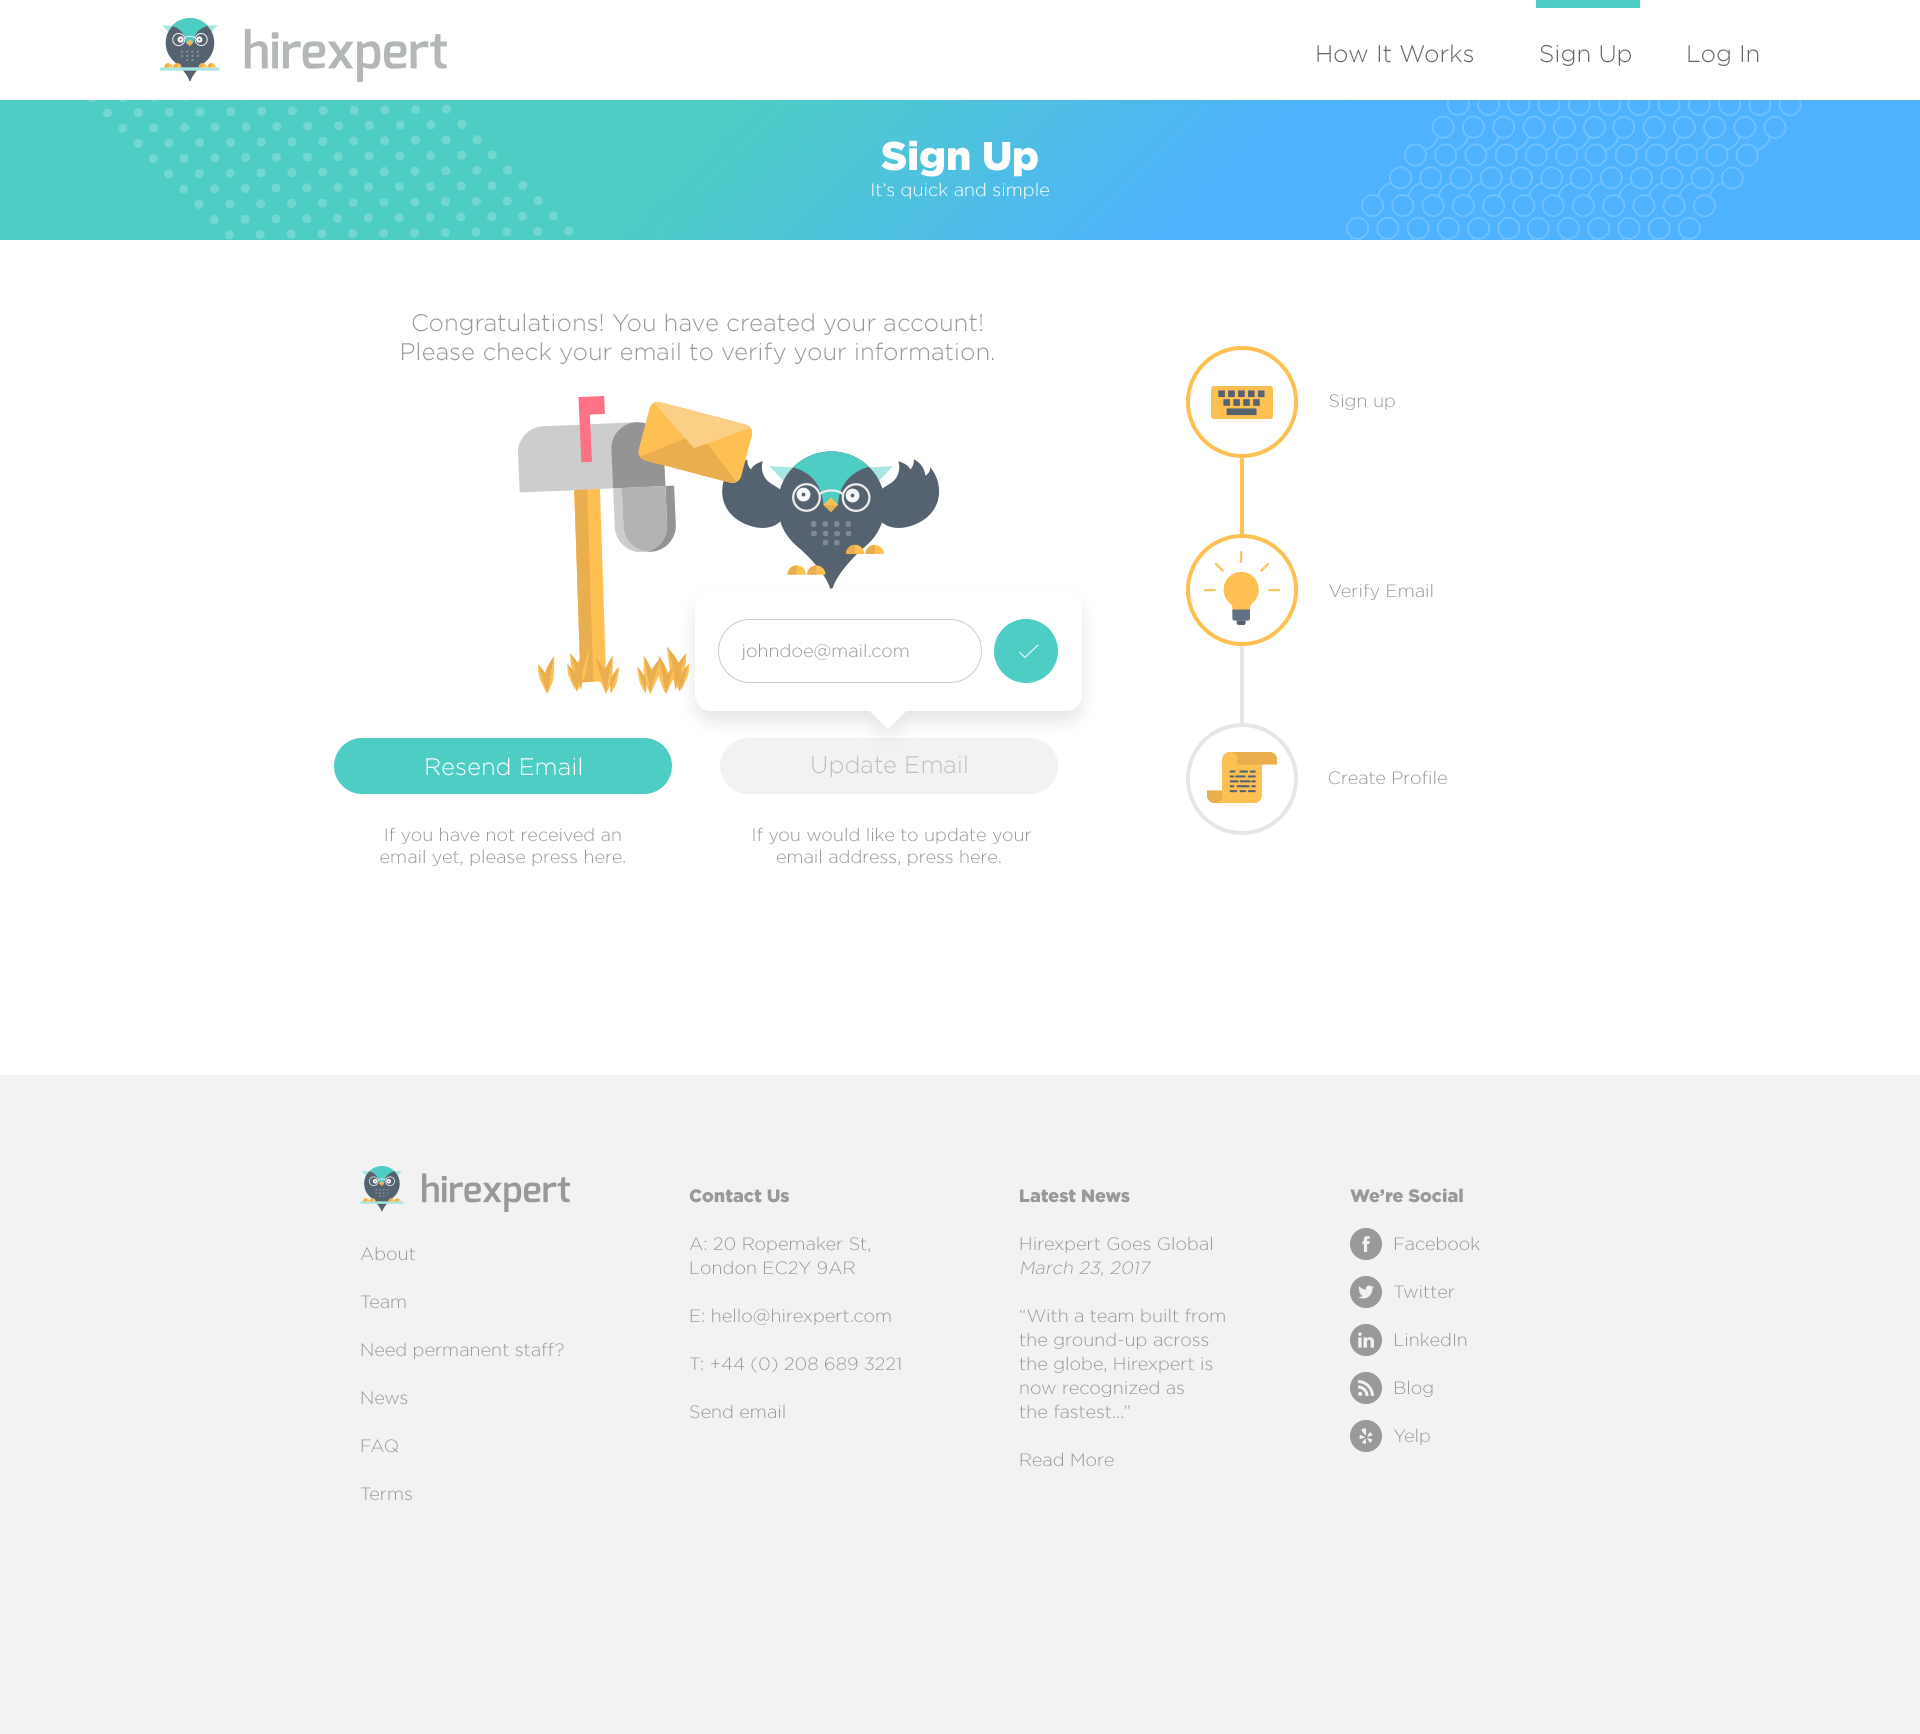 hirexpert
How It Works
Sign Up
Log In
Sign Up
It's quick and simple
Congratulations! You have created your account!
Please check your email to verify your information.
Sign up
Verify Email
Create Profile
johndoe@mail.com
Resend Email
Update Email
If you have not received an
email yet, please press here.
If you would like to update your
email address, press here.
hirexpert
About
Team
Need permanent staff?
News
FAQ
Terms
Contact Us
A: 20 Ropemaker St,
London EC2Y 9AR
E: hello@hirexpert.com
T: +44 (0) 208 689 3221
Send email
Latest News
Hirexpert Goes Global
March 23, 2017
“With a team built from
the ground-up across
the globe, Hirexpert is
now recognized as
the fastest...”
Read More
We’re Social
Facebook
Twitter
LinkedIn
Blog
Yelp